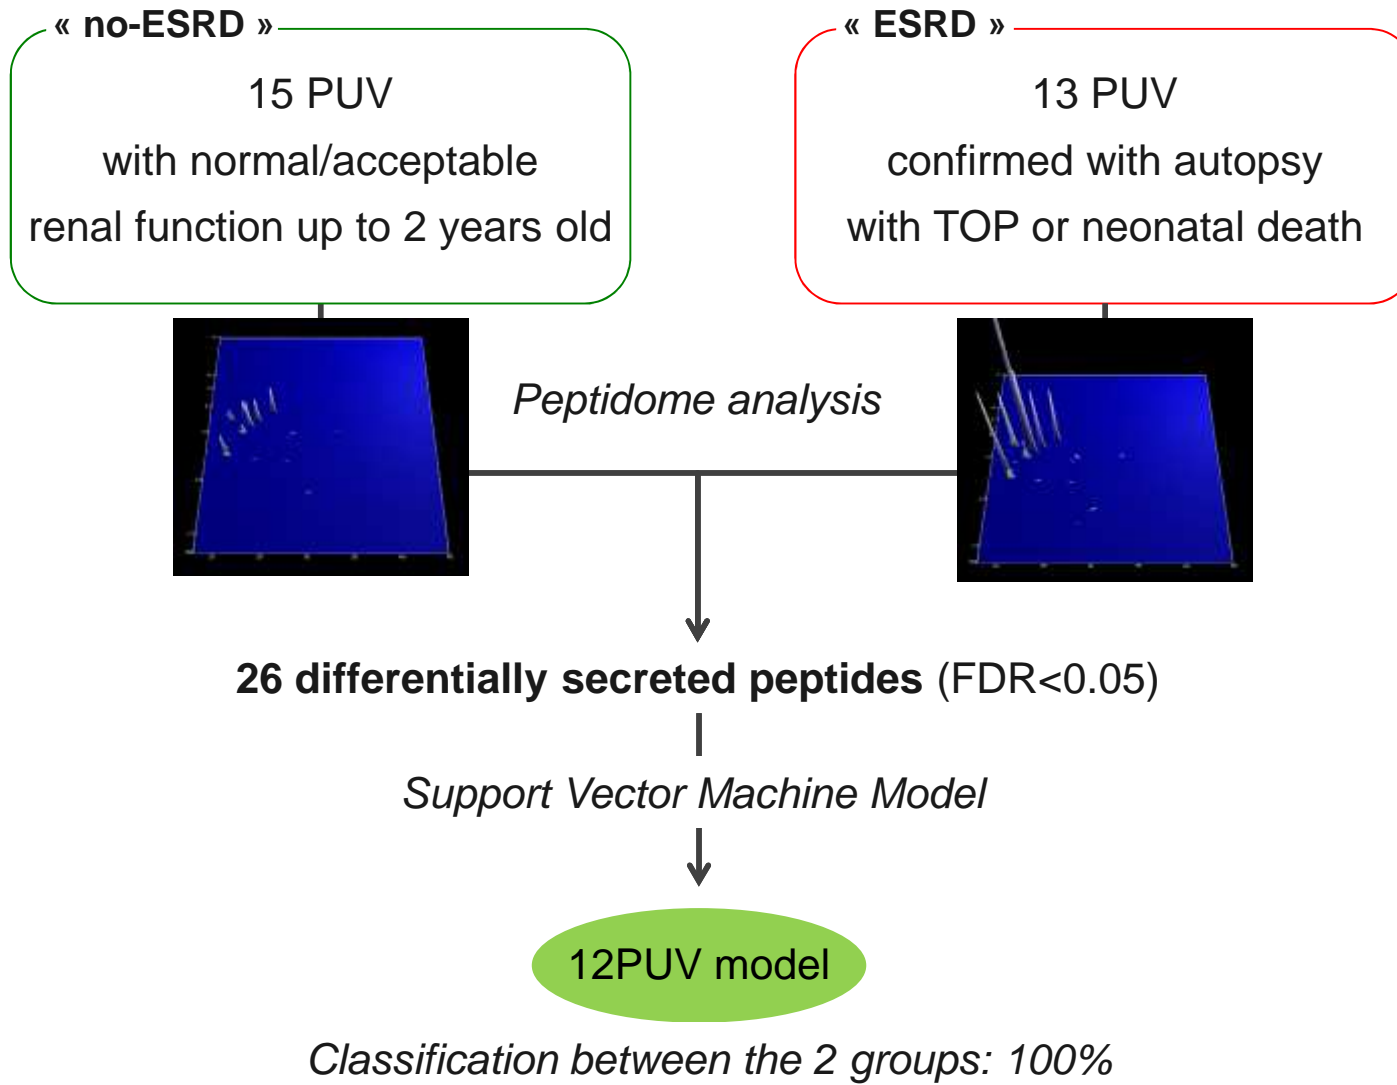 « no-ESRD »
15 PUV
with normal/acceptable
renal function up to 2 years old
« ESRD »
13 PUV
confirmed with autopsy
with TOP or neonatal death
Peptidome analysis
26 differentially secreted peptides (FDR<0.05)
Support Vector Machine Model
12PUV model
Classification between the 2 groups: 100%